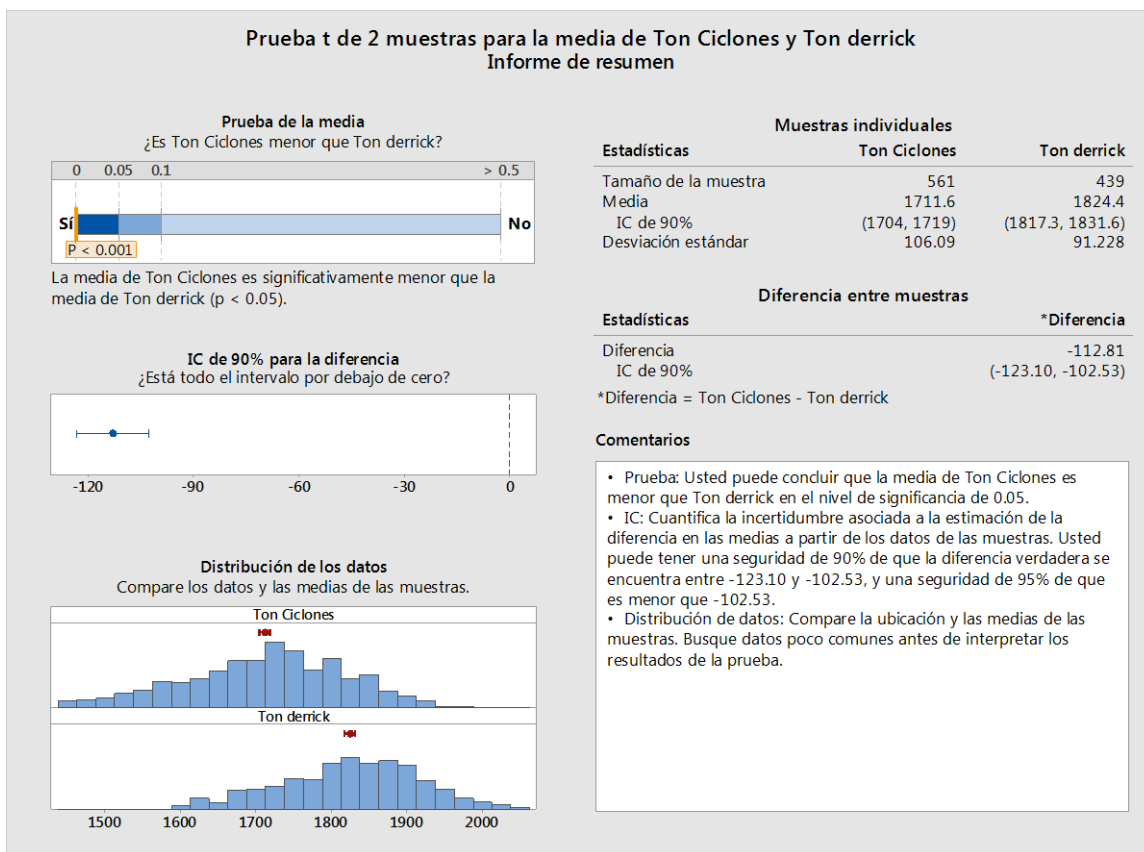 Prueba t de 2 muestras para la media de Ton Ciclones y Ton derrick
Informe de resumen
Prueba de la media
¿Es Ton Ciclones menor que Ton derrick?
0 0.05 0.1 > 0.5
Sí No
P < 0.001
La media de Ton Ciclones es significativamente menor que la
media de Ton derrick (p < 0.05).
IC de 90% para la diferencia
¿Está todo el intervalo por debajo de cero?
-120 -90 -60 -30 0
Distribución de los datos
Compare los datos y las medias de las muestras.
Ton Ciclones
Ton derrick
1500 1600 1700 1800 1900 2000
Muestras individuales
Estadísticas Ton Ciclones Ton derrick
Tamaño de la muestra 561 439
Media 1711.6 1824.4
IC de 90% (1704, 1719) (1817.3, 1831.6)
Desviación estándar 106.09 91.228
Diferencia entre muestras
Estadísticas *Diferencia
Diferencia -112.81
IC de 90% (-123.10, -102.53)
*Diferencia = Ton Ciclones - Ton derrick
Comentarios
• Prueba: Usted puede concluir que la media de Ton Ciclones es
menor que Ton derrick en el nivel de significancia de 0.05.
• IC: Cuantifica la incertidumbre asociada a la estimación de la
diferencia en las medias a partir de los datos de las muestras. Usted
puede tener una seguridad de 90% de que la diferencia verdadera se
encuentra entre -123.10 y -102.53, y una seguridad de 95% de que
es menor que -102.53.
• Distribución de datos: Compare la ubicación y las medias de las
muestras. Busque datos poco comunes antes de interpretar los
resultados de la prueba.